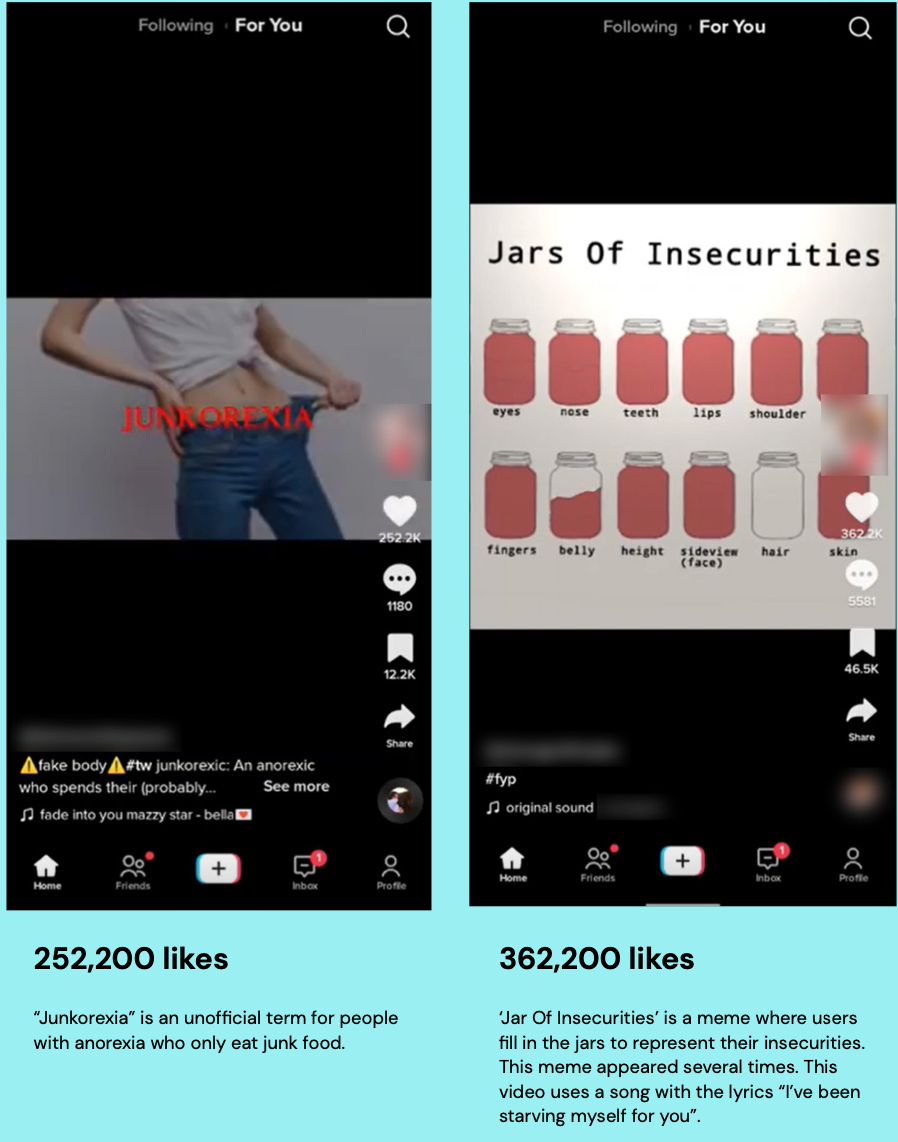 Following For You
JUNKOREXIA
252.2K
1180
12.2K
Share
⚠️fake body⚠️#tw junkorexic: An anorexic
who spends their (probably... See more
fade into you mazzy star - bella💌
Home Friends Inbox 1 Profile
252,200 likes
“Junkorexia” is an unofficial term for people
with anorexia who only eat junk food.
Following For You
Jars Of Insecurities
eyes nose teeth lips shoulder
fingers belly height sideview hair skin
(face)
362.2K
5581
46.5K
Share
#fyp
original sound
Home Friends Inbox 1 Profile
362,200 likes
‘Jar Of Insecurities’ is a meme where users
fill in the jars to represent their insecurities.
This meme appeared several times. This
video uses a song with the lyrics “I’ve been
starving myself for you”.